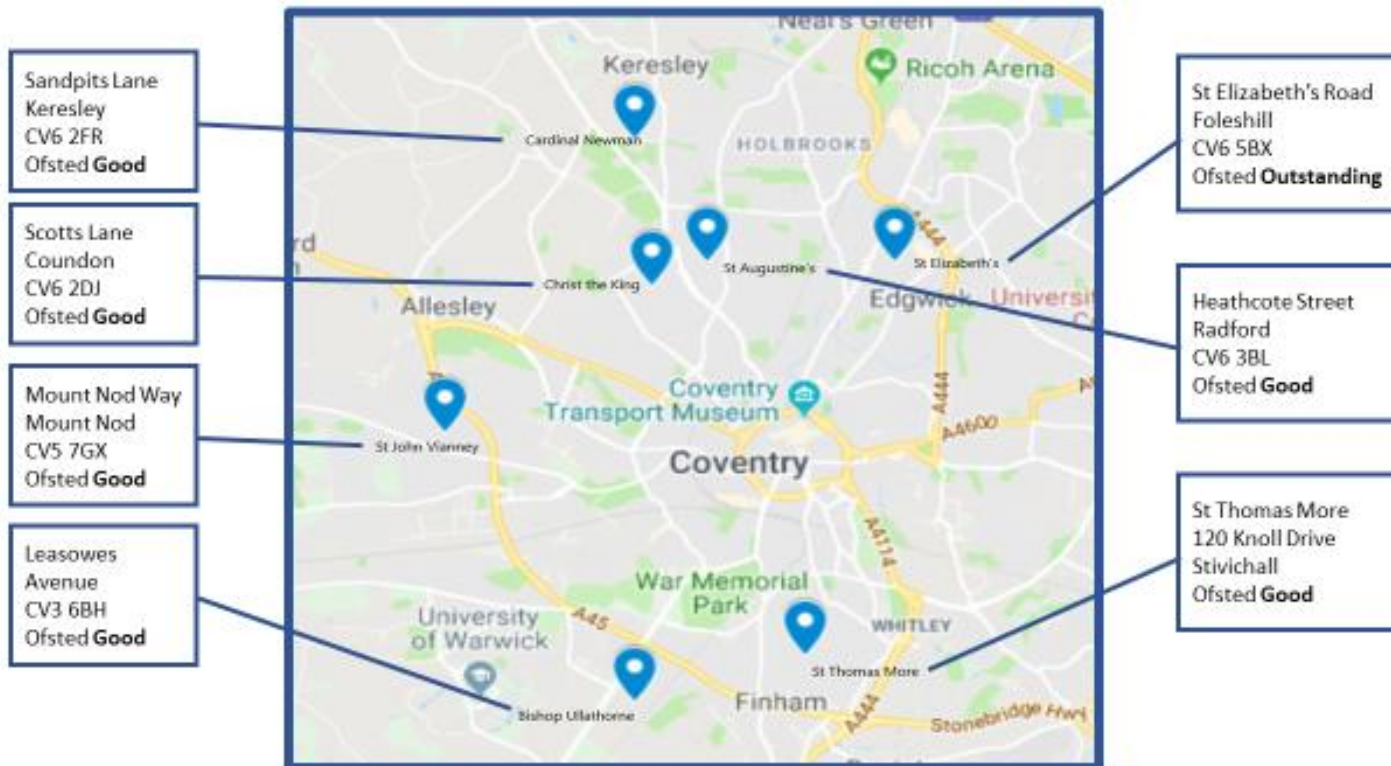 Sandpits Lane
Keresley
CV6 2FR
Ofsted Good
Scotts Lane
Coundon
CV6 2DJ
Ofsted Good
Mount Nod Way
Mount Nod
CV5 7GX
Ofsted Good
Leasowes
Avenue
CV3 6BH
Ofsted Good
Neal's Green
Keresley
Ricoh Arena
Cardinal Newman
HOLBROOKS
A444
St Augustine's
St Elizabeth's
Christ the King
Edgwick
Allesley
Coventry
Transport Museum
A444
A4600
St John Vianney
Coventry
A4114
War Memorial
Park
University
of Warwick
A45
WHITLEY
St Thomas More
Finham
Bishop Ullathorne
A444
Stonebridge Hwy
St Elizabeth's Road
Foleshill
CV6 5BX
Ofsted Outstanding
Heathcote Street
Radford
CV6 3BL
Ofsted Good
St Thomas More
120 Knoll Drive
Stivichall
Ofsted Good